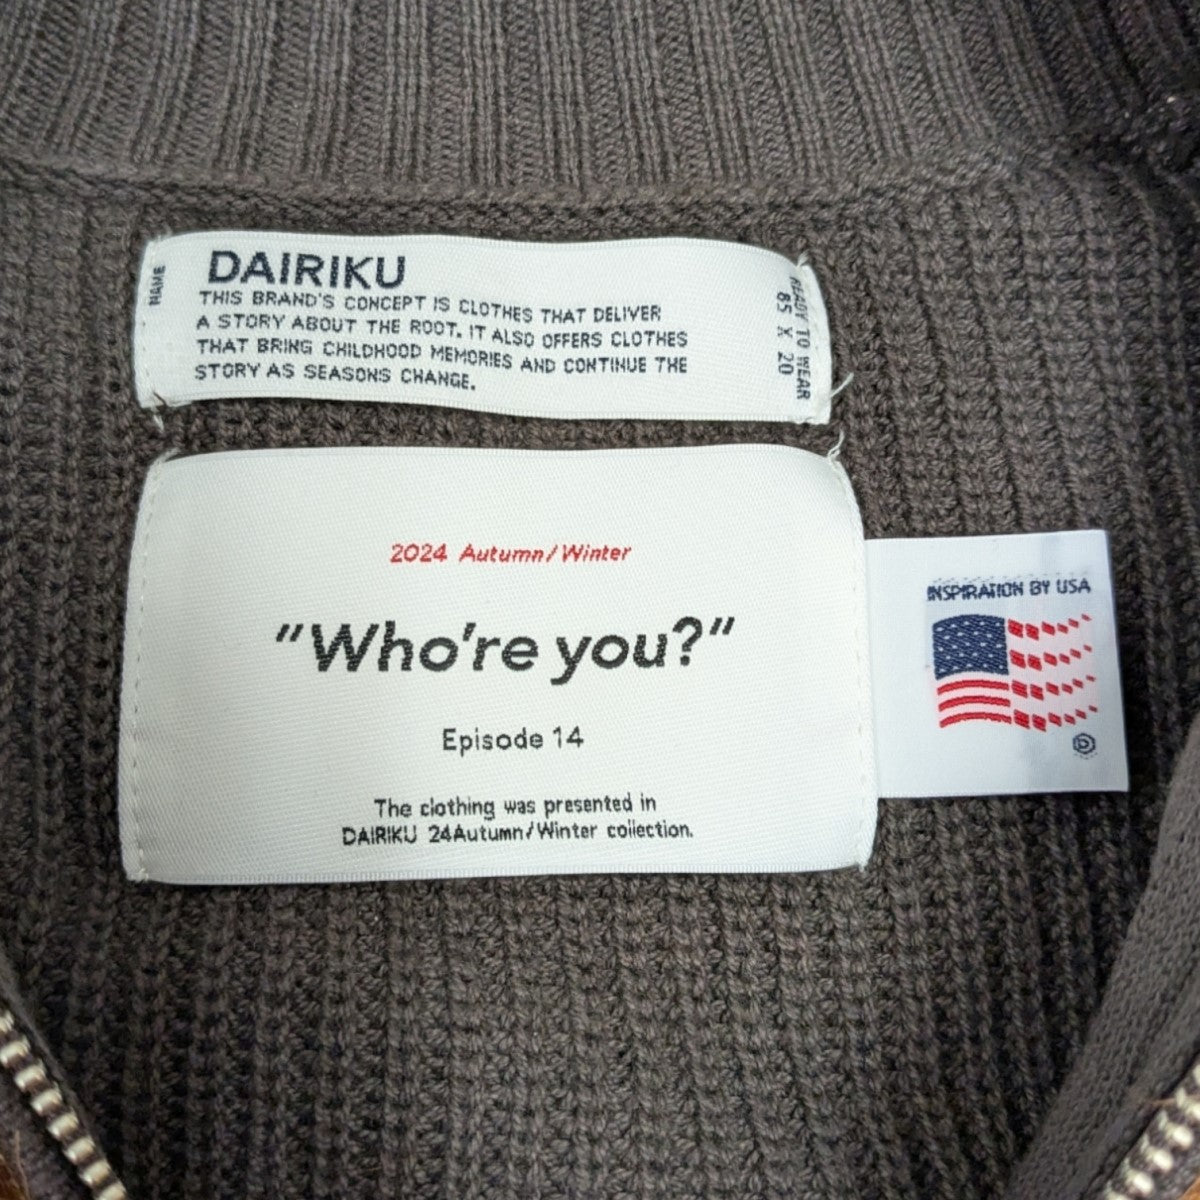 NAME
DAIRIKU
THIS BRAND'S CONCEPT IS CLOTHES THAT DELIVER
A STORY ABOUT THE ROOT. IT ALSO OFFERS CLOTHES
THAT BRING CHILDHOOD MEMORIES AND CONTINUE THE
STORY AS SEASONS CHANGE.
READY TO WEAR
85 X 20
2024 Autumn/Winter
"Who're you?"
Episode 14
The clothing was presented in
DAIRIKU 24Autumn/Winter collection.
INSPIRATION BY USA
D